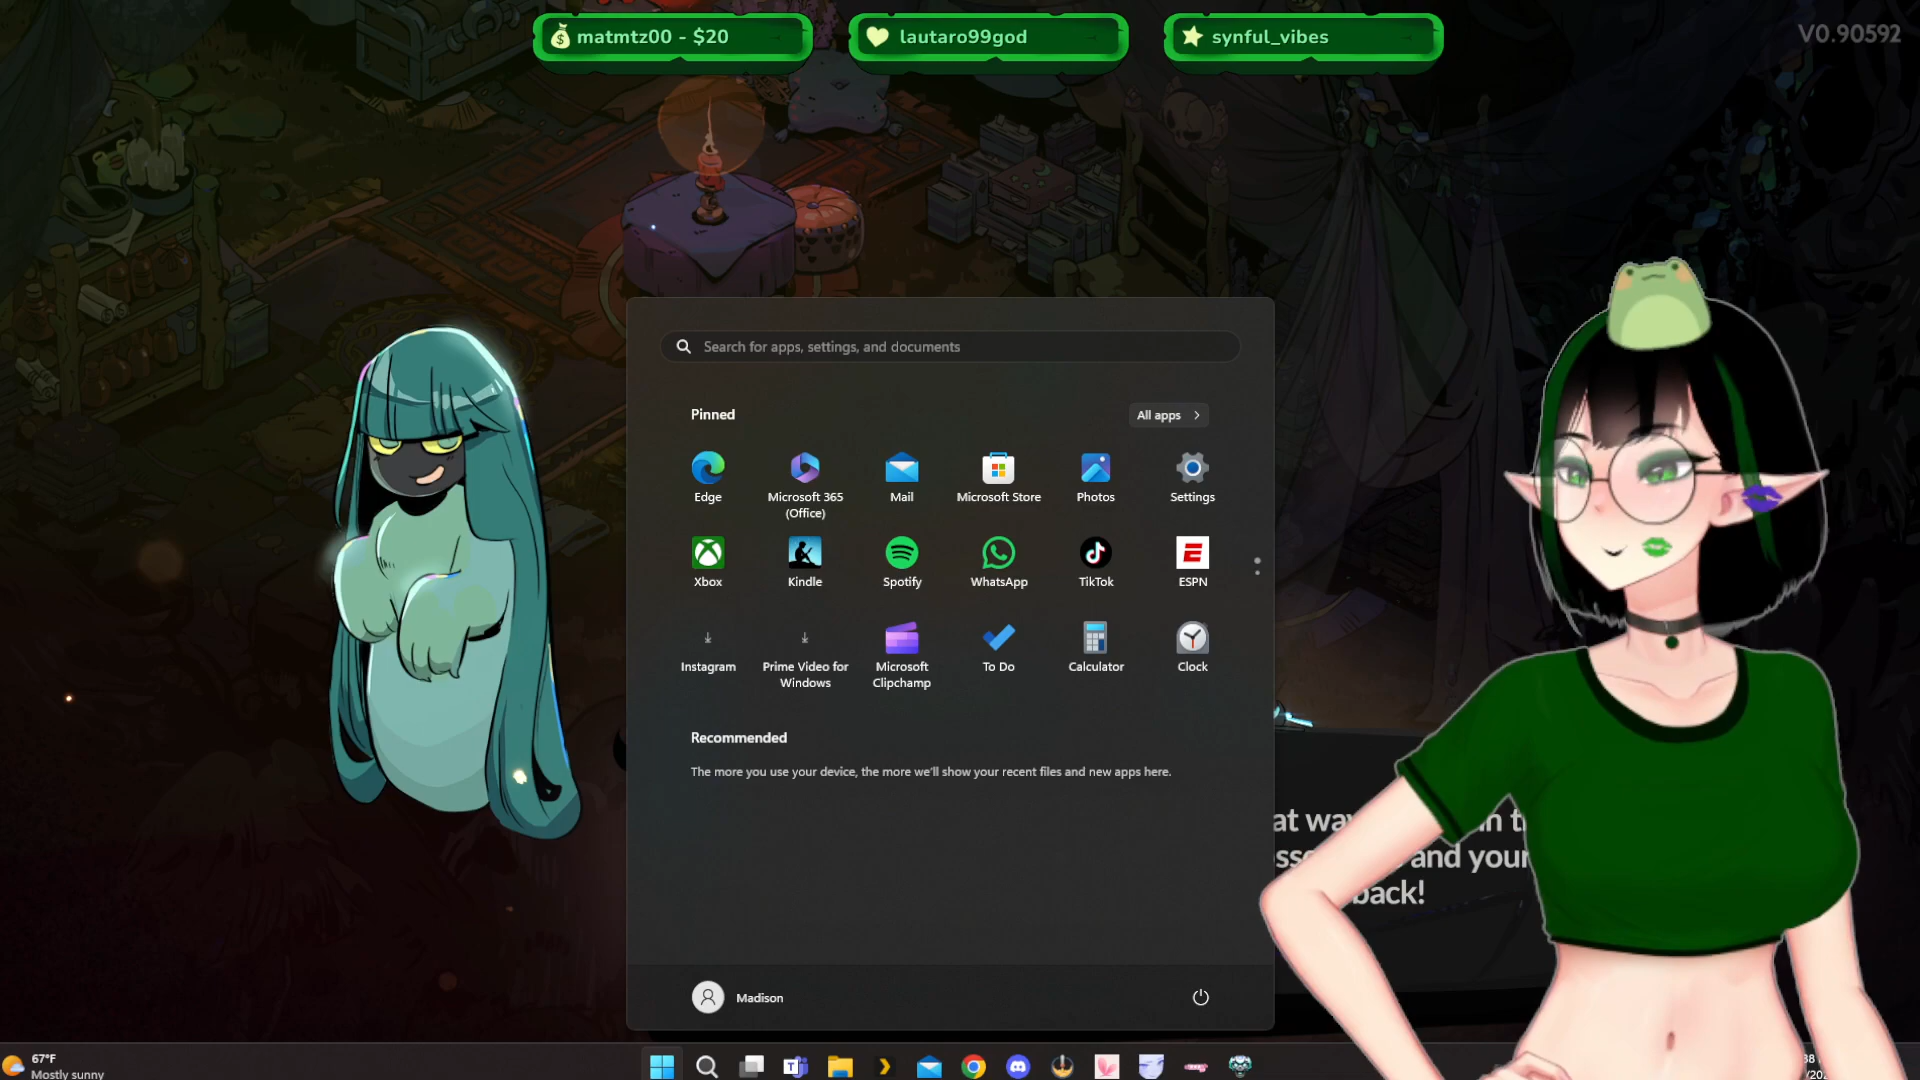 matmtz00 - $20
lautaro99god
synful_vibes
V0.90592
Search for apps, settings, and documents
Pinned
All apps
Edge
Microsoft 365
(Office)
Mail
Microsoft Store
Photos
Settings
Xbox
Kindle
Spotify
WhatsApp
TikTok
ESPN
Instagram
Prime Video for
Windows
Microsoft
Clipchamp
To Do
Calculator
Clock
Recommended
The more you use your device, the more we'll show your recent files and new apps here.
and your
back!
Madison
67°F
Mostly sunny